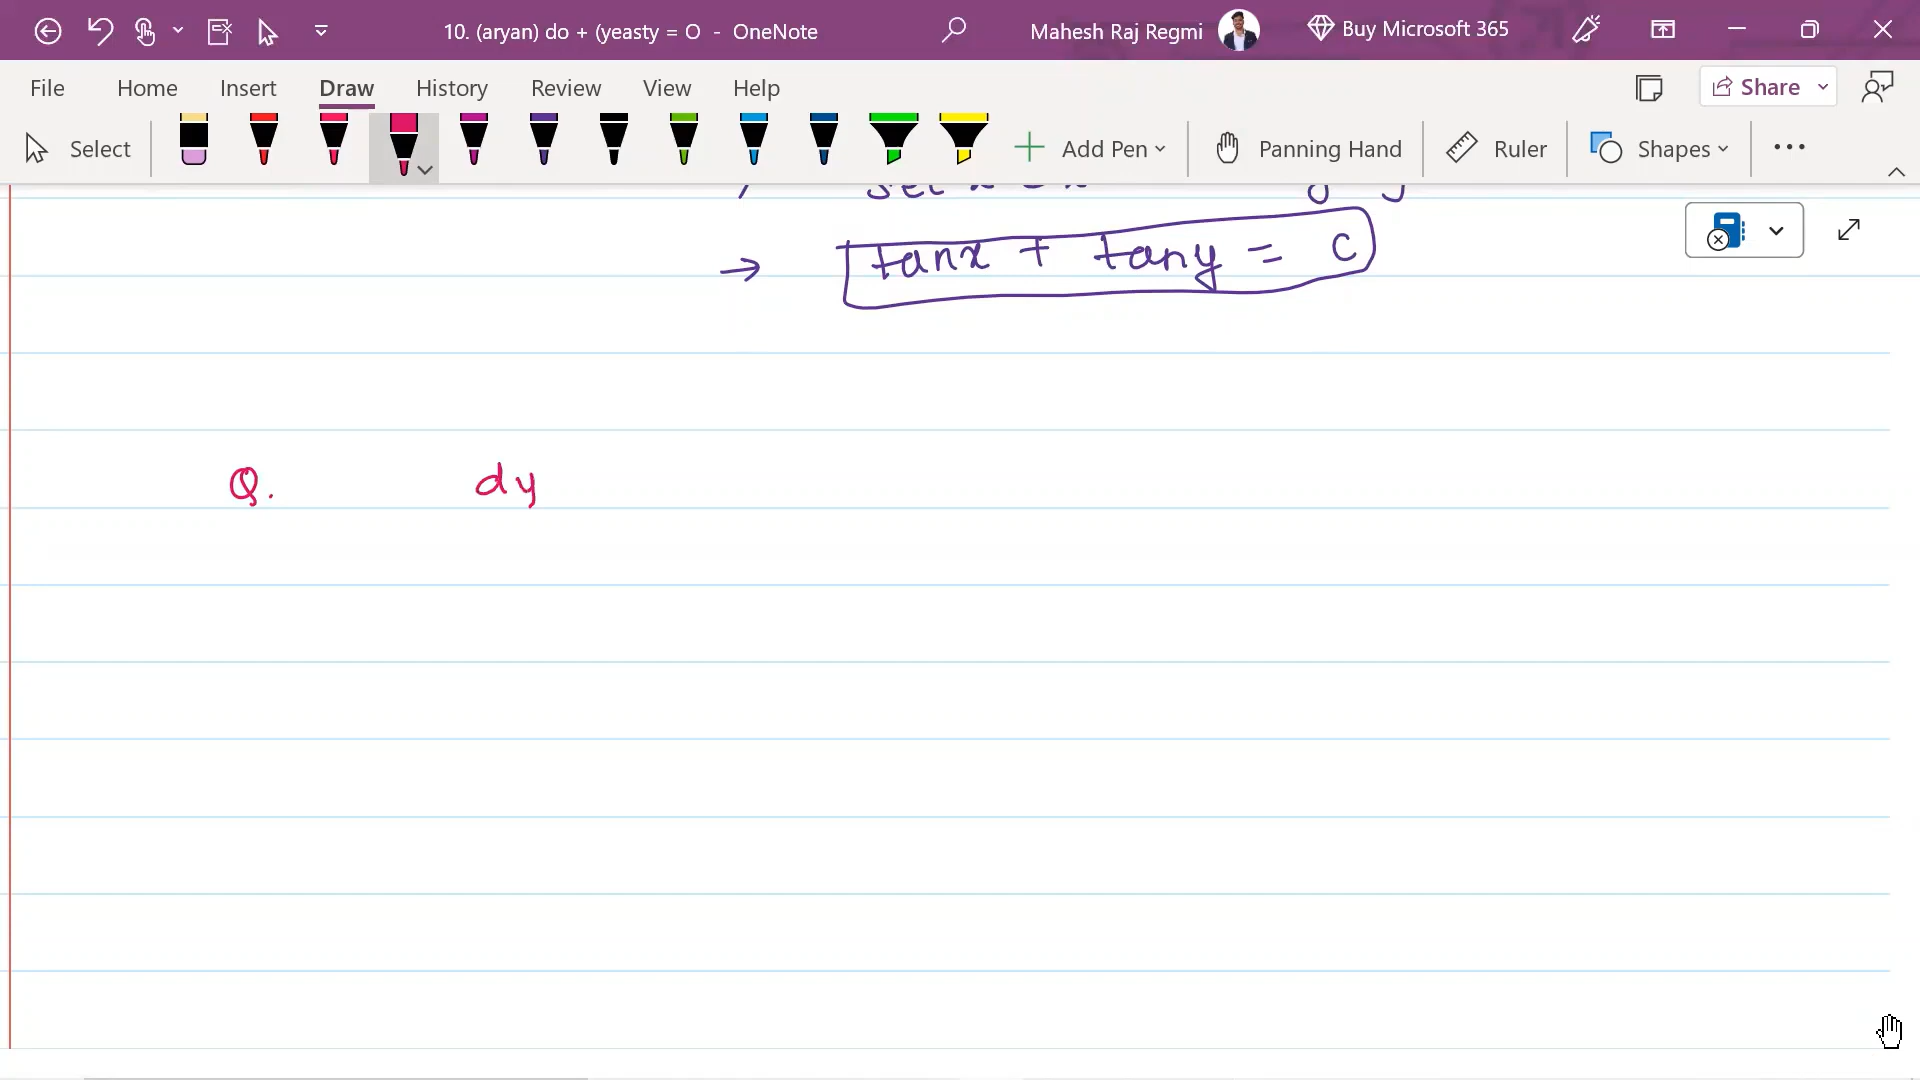 10. (aryan) do + (yeasty = O - OneNote
Mahesh Raj Regmi
Buy Microsoft 365
File Home Insert Draw History Review View Help
Share
Select
Add Pen
Panning Hand
Ruler
Shapes
→ tanx + tany = c
Q. dy